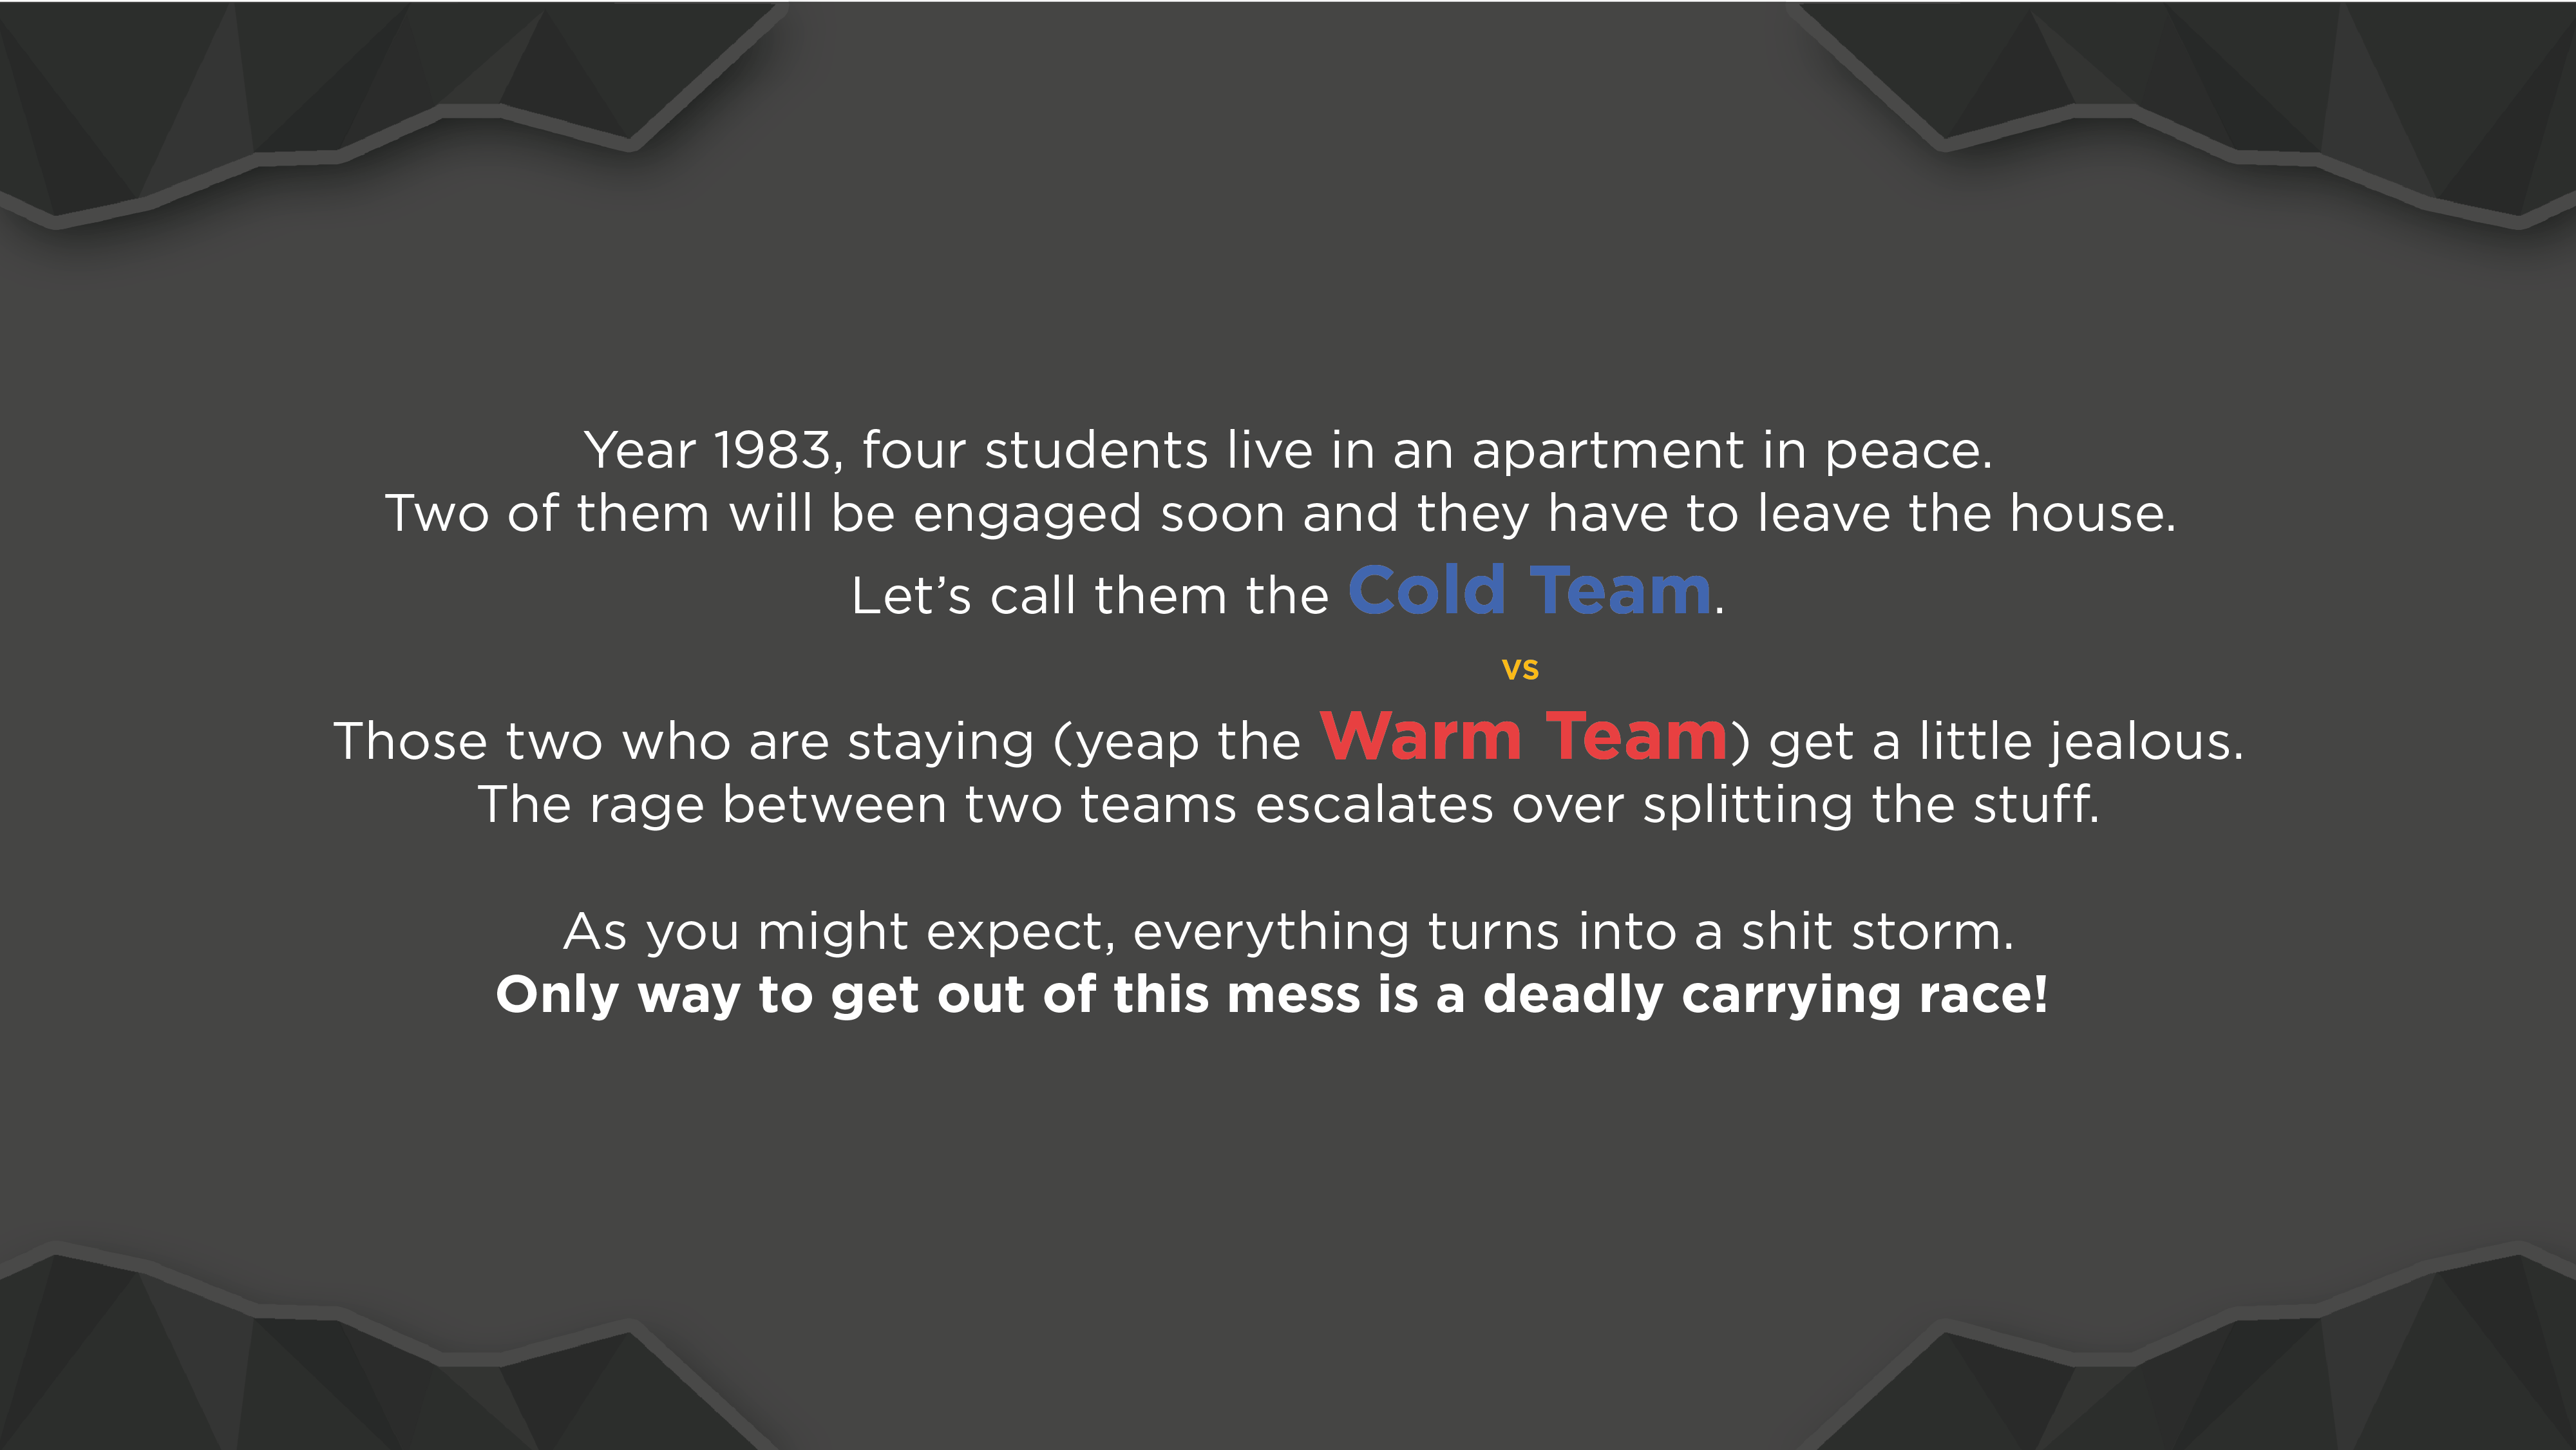 Year 1983, four students live in an apartment in peace.
Two of them will be engaged soon and they have to leave the house.
Let’s call them the Cold Team.
vs
Those two who are staying (yeap the Warm Team) get a little jealous.
The rage between two teams escalates over splitting the stuff.
As you might expect, everything turns into a shit storm.
Only way to get out of this mess is a deadly carrying race!